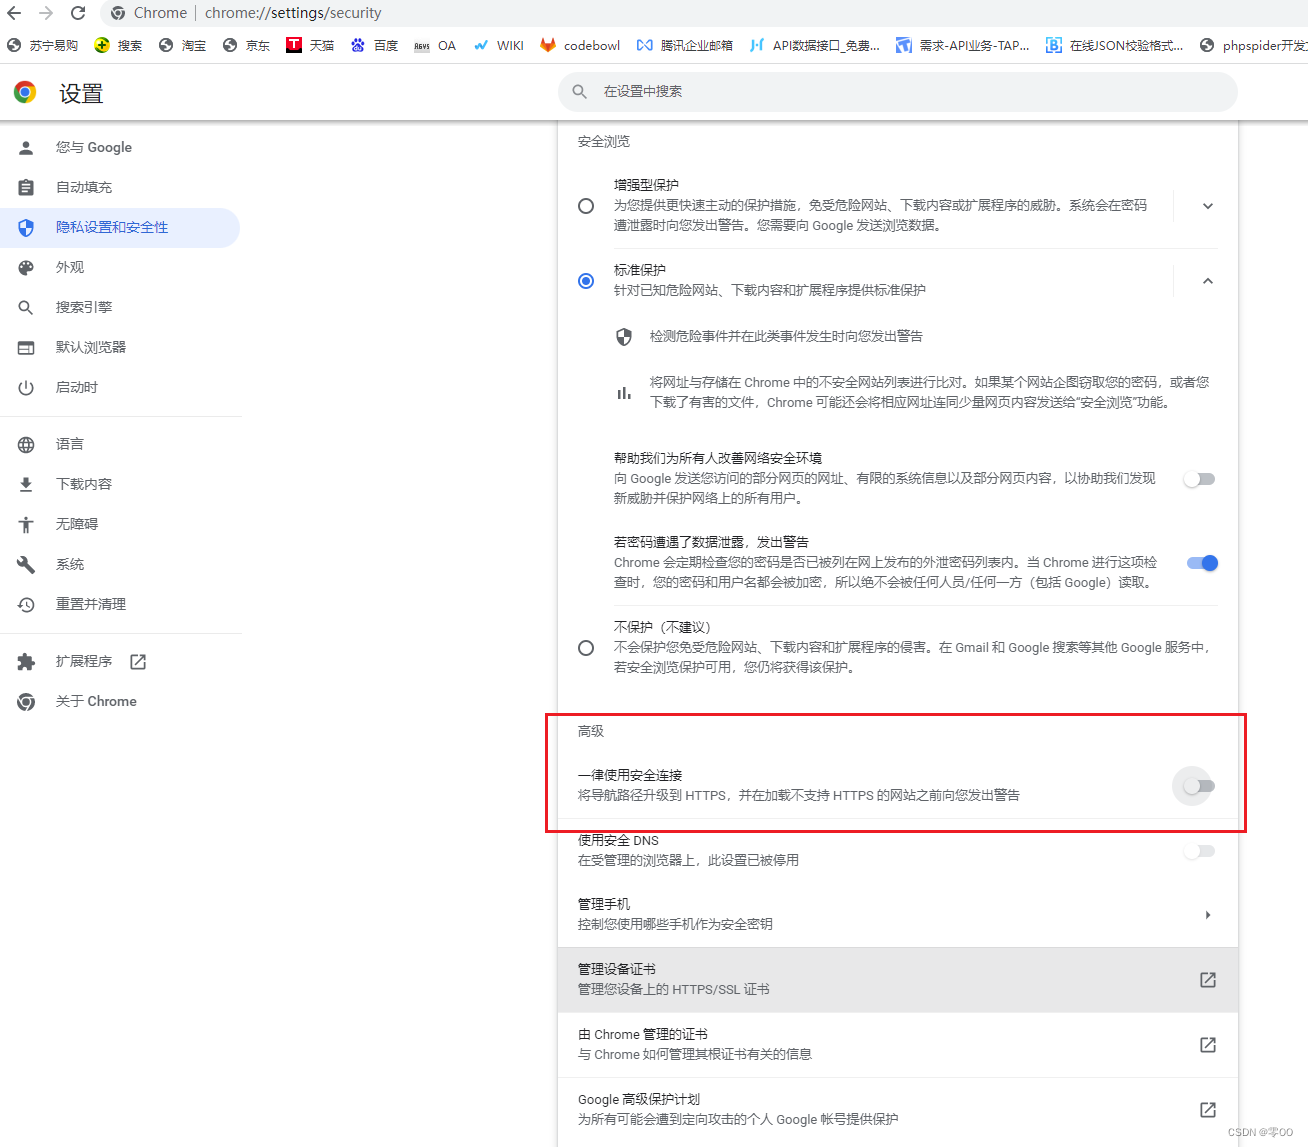 Chrome | chrome://settings/security
苏宁易购 搜索 淘宝 京东 天猫 百度 OA WIKI codebowl 腾讯企业邮箱 API数据接口_免费... 需求-API业务-TAP... 在线JSON校验格式... phpspider开发
设置
在设置中搜索
您与 Google
自动填充
隐私设置和安全性
外观
搜索引擎
默认浏览器
启动时
语言
下载内容
无障碍
系统
重置并清理
扩展程序
关于 Chrome
安全浏览
增强型保护
为您提供更快速主动的保护措施，免受危险网站、下载内容或扩展程序的威胁。系统会在密码
遭泄露时向您发出警告。您需要向 Google 发送浏览数据。
标准保护
针对已知危险网站、下载内容和扩展程序提供标准保护
检测危险事件并在此类事件发生时向您发出警告
将网址与存储在 Chrome 中的不安全网站列表进行比对。如果某个网站企图窃取您的密码，或者您
下载了有害的文件，Chrome 可能还会将相应网址连同少量网页内容发送给“安全浏览”功能。
帮助我们为所有人改善网络安全环境
向 Google 发送您访问的部分网页的网址、有限的系统信息以及部分网页内容，以协助我们发现
新威胁并保护网络上的所有用户。
若密码遭遇了数据泄露，发出警告
Chrome 会定期检查您的密码是否已被列在网上发布的外泄密码列表内。当 Chrome 进行这项检
查时，您的密码和用户名都会被加密，所以绝不会被任何人员/任何一方（包括 Google）读取。
不保护（不建议）
不会保护您免受危险网站、下载内容和扩展程序的侵害。在 Gmail 和 Google 搜索等其他 Google 服务中，
若安全浏览保护可用，您仍将获得该保护。
高级
一律使用安全连接
将导航路径升级到 HTTPS，并在加载不支持 HTTPS 的网站之前向您发出警告
使用安全 DNS
在受管理的浏览器上，此设置已被停用
管理手机
控制您使用哪些手机作为安全密钥
管理设备证书
管理您设备上的 HTTPS/SSL 证书
由 Chrome 管理的证书
与 Chrome 如何管理其根证书有关的信息
Google 高级保护计划
为所有可能会遭到定向攻击的个人 Google 帐号提供保护
CSDN @零OO